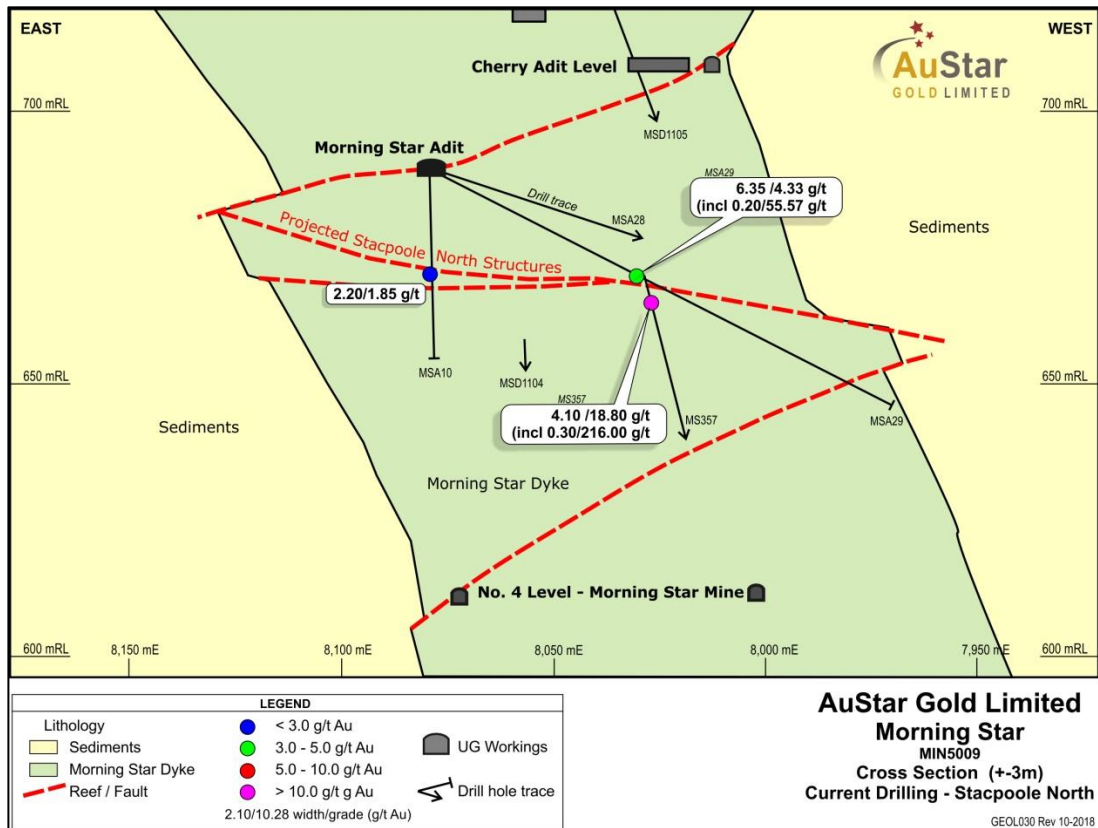 EAST
WEST
AuStar
GOLD LIMITED
Cherry Adit Level
700 mRL
700 mRL
MSD1105
Morning Star Adit
MSA29
6.35 /4.33 g/t
(incl 0.20/55.57 g/t
Drill trace
MSA28
Projected Stacpoole North Structures
Sediments
2.20/1.85 g/t
MSA10
MSD1104
650 mRL
650 mRL
MS357
4.10 /18.80 g/t
(incl 0.30/216.00 g/t
MS357
MSA29
Sediments
Morning Star Dyke
No. 4 Level - Morning Star Mine
600 mRL
600 mRL
8,150 mE
8,100 mE
8,050 mE
8,000 mE
7,950 mE
LEGEND
Lithology
Sediments
Morning Star Dyke
Reef / Fault
< 3.0 g/t Au
3.0 - 5.0 g/t Au
5.0 - 10.0 g/t Au
> 10.0 g/t g Au
2.10/10.28 width/grade (g/t Au)
UG Workings
Drill hole trace
AuStar Gold Limited
Morning Star
MIN5009
Cross Section (+-3m)
Current Drilling - Stacpoole North
GEOL030 Rev 10-2018